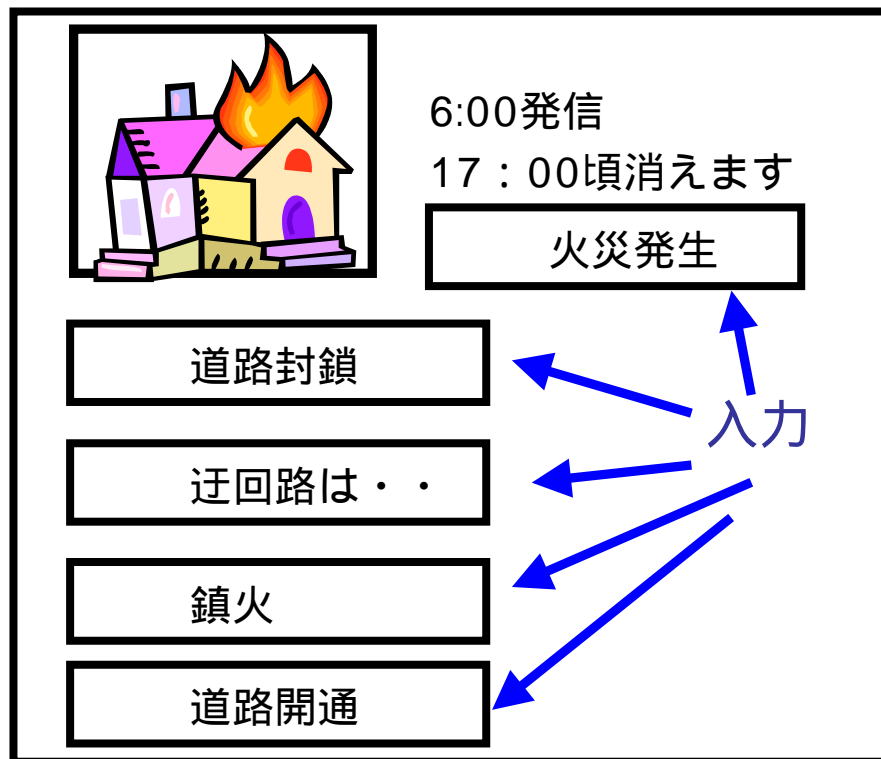 6:00発信
17：00頃消えます
火災発生
道路封鎖
入力
迂回路は・・
鎮火
道路開通